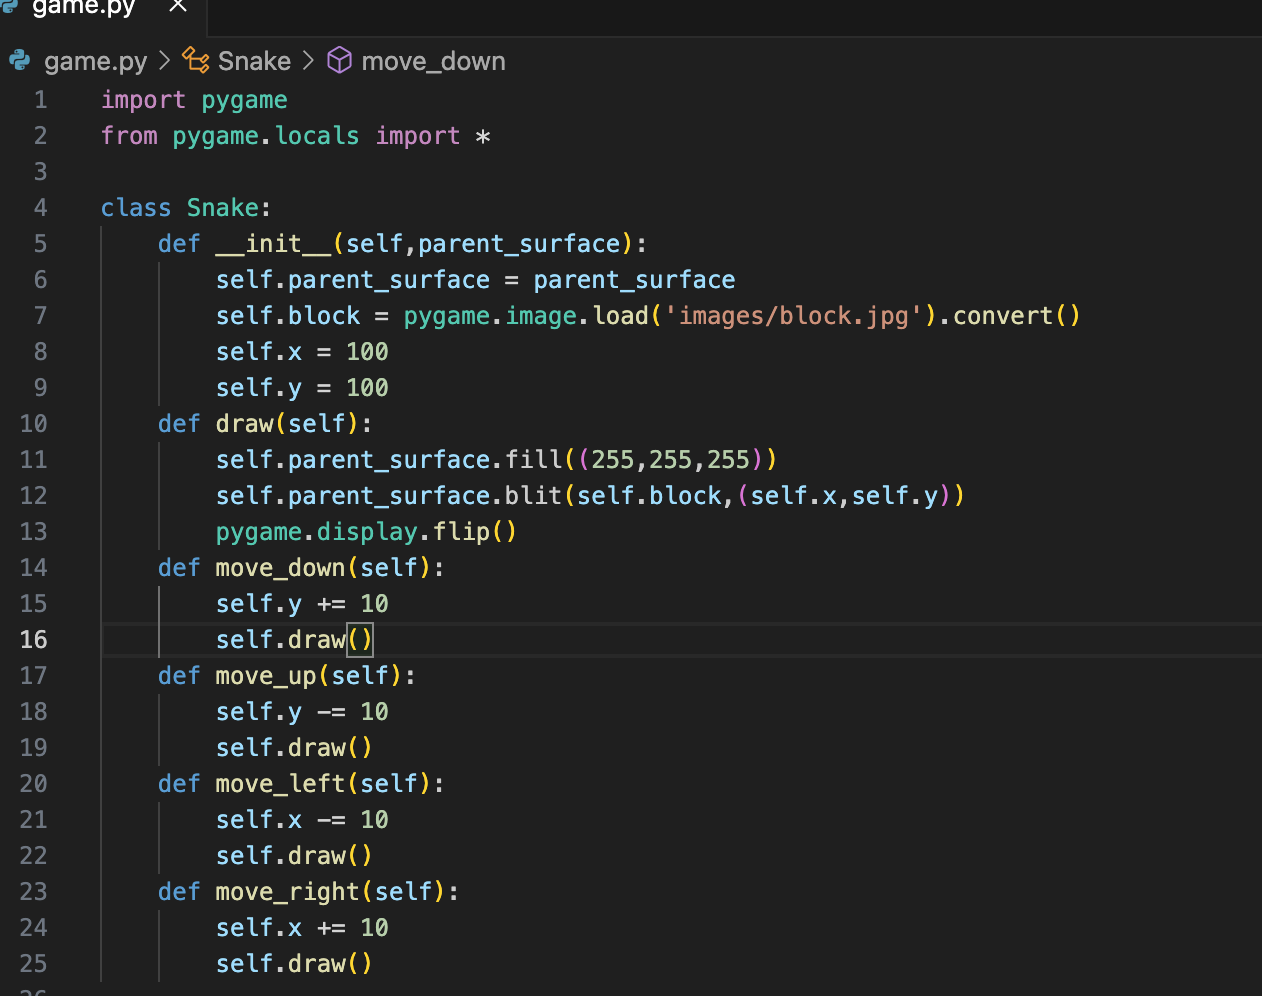 game.py ×
game.py > Snake > move_down
1 import pygame
2 from pygame.locals import *
3
4 class Snake:
5     def __init__(self,parent_surface):
6         self.parent_surface = parent_surface
7         self.block = pygame.image.load('images/block.jpg').convert()
8         self.x = 100
9         self.y = 100
10     def draw(self):
11         self.parent_surface.fill((255,255,255))
12         self.parent_surface.blit(self.block,(self.x,self.y))
13         pygame.display.flip()
14     def move_down(self):
15         self.y += 10
16         self.draw()
17     def move_up(self):
18         self.y -= 10
19         self.draw()
20     def move_left(self):
21         self.x -= 10
22         self.draw()
23     def move_right(self):
24         self.x += 10
25         self.draw()